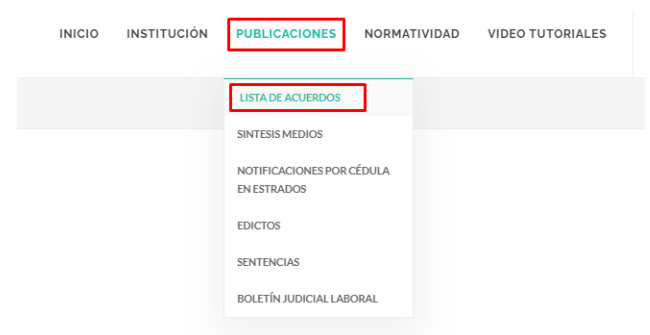 INICIO INSTITUCIÓN PUBLICACIONES NORMATIVIDAD VIDEO TUTORIALES
LISTA DE ACUERDOS
SINTESIS MEDIOS
NOTIFICACIONES POR CÉDULA
EN ESTRADOS
EDICTOS
SENTENCIAS
BOLETÍN JUDICIAL LABORAL